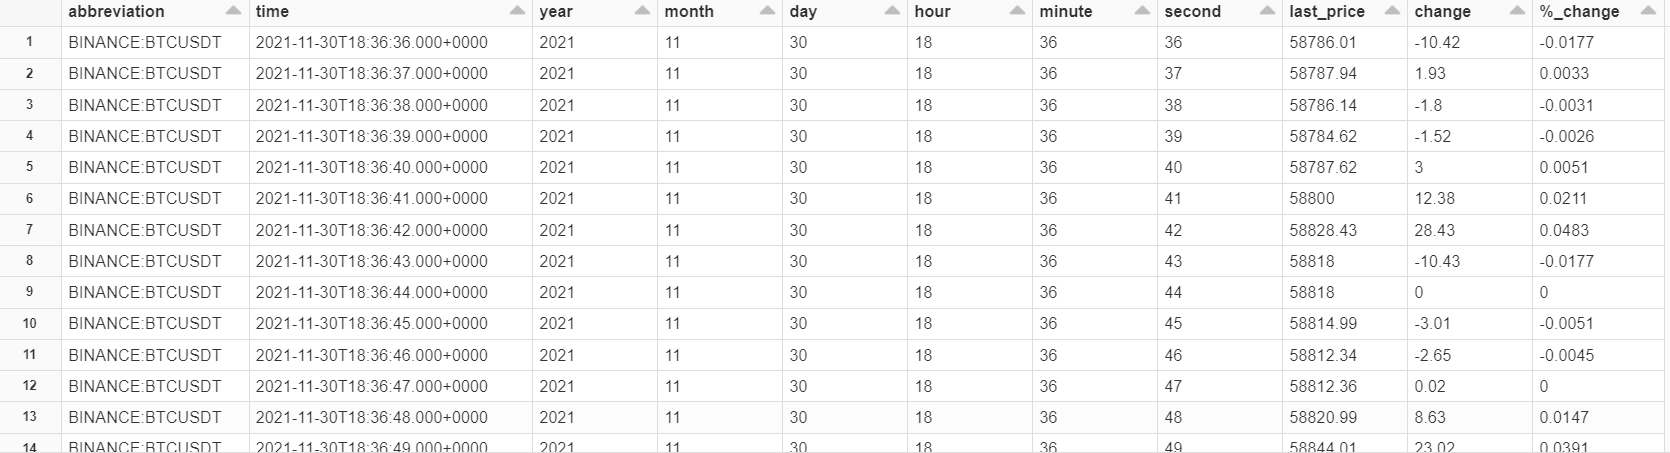 abbreviation time year month day hour minute second last_price change %_change
1 BINANCE:BTCUSDT 2021-11-30T18:36:36.000+0000 2021 11 30 18 36 36 58786.01 -10.42 -0.0177
2 BINANCE:BTCUSDT 2021-11-30T18:36:37.000+0000 2021 11 30 18 36 37 58787.94 1.93 0.0033
3 BINANCE:BTCUSDT 2021-11-30T18:36:38.000+0000 2021 11 30 18 36 38 58786.14 -1.8 -0.0031
4 BINANCE:BTCUSDT 2021-11-30T18:36:39.000+0000 2021 11 30 18 36 39 58784.62 -1.52 -0.0026
5 BINANCE:BTCUSDT 2021-11-30T18:36:40.000+0000 2021 11 30 18 36 40 58787.62 3 0.0051
6 BINANCE:BTCUSDT 2021-11-30T18:36:41.000+0000 2021 11 30 18 36 41 58800 12.38 0.0211
7 BINANCE:BTCUSDT 2021-11-30T18:36:42.000+0000 2021 11 30 18 36 42 58828.43 28.43 0.0483
8 BINANCE:BTCUSDT 2021-11-30T18:36:43.000+0000 2021 11 30 18 36 43 58818 -10.43 -0.0177
9 BINANCE:BTCUSDT 2021-11-30T18:36:44.000+0000 2021 11 30 18 36 44 58818 0 0
10 BINANCE:BTCUSDT 2021-11-30T18:36:45.000+0000 2021 11 30 18 36 45 58814.99 -3.01 -0.0051
11 BINANCE:BTCUSDT 2021-11-30T18:36:46.000+0000 2021 11 30 18 36 46 58812.34 -2.65 -0.0045
12 BINANCE:BTCUSDT 2021-11-30T18:36:47.000+0000 2021 11 30 18 36 47 58812.36 0.02 0
13 BINANCE:BTCUSDT 2021-11-30T18:36:48.000+0000 2021 11 30 18 36 48 58820.99 8.63 0.0147
14 BINANCE:BTCUSDT 2021-11-30T18:36:49.000+0000 2021 11 30 18 36 49 58844.01 23.02 0.0391